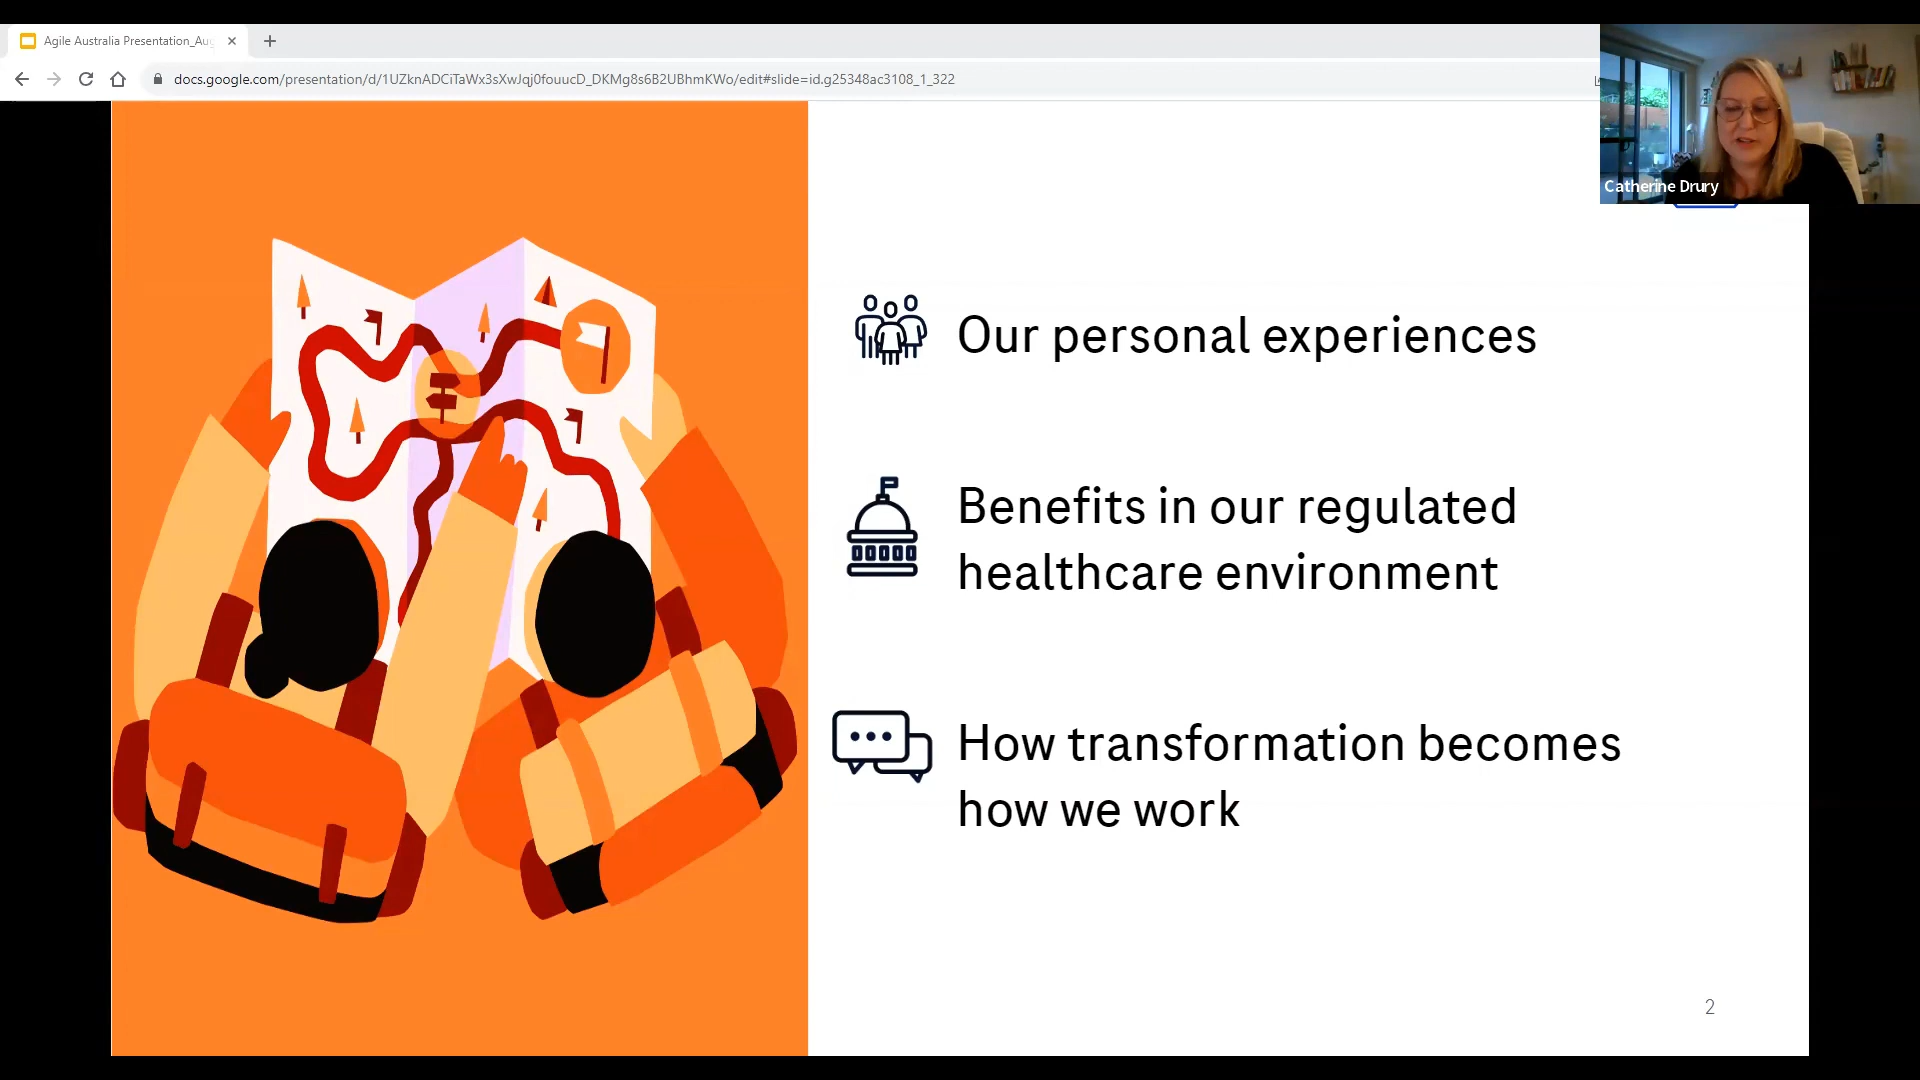 Agile Australia Presentation_Au
docs.google.com/presentation/d/1UZknADCiTaWx3sXwJqj0fouucD_DKMg8s6B2UBhmKWo/edit#slide=id.g25348ac3108_1_322
Catherine Drury
Our personal experiences
Benefits in our regulated
healthcare environment
How transformation becomes
how we work
2